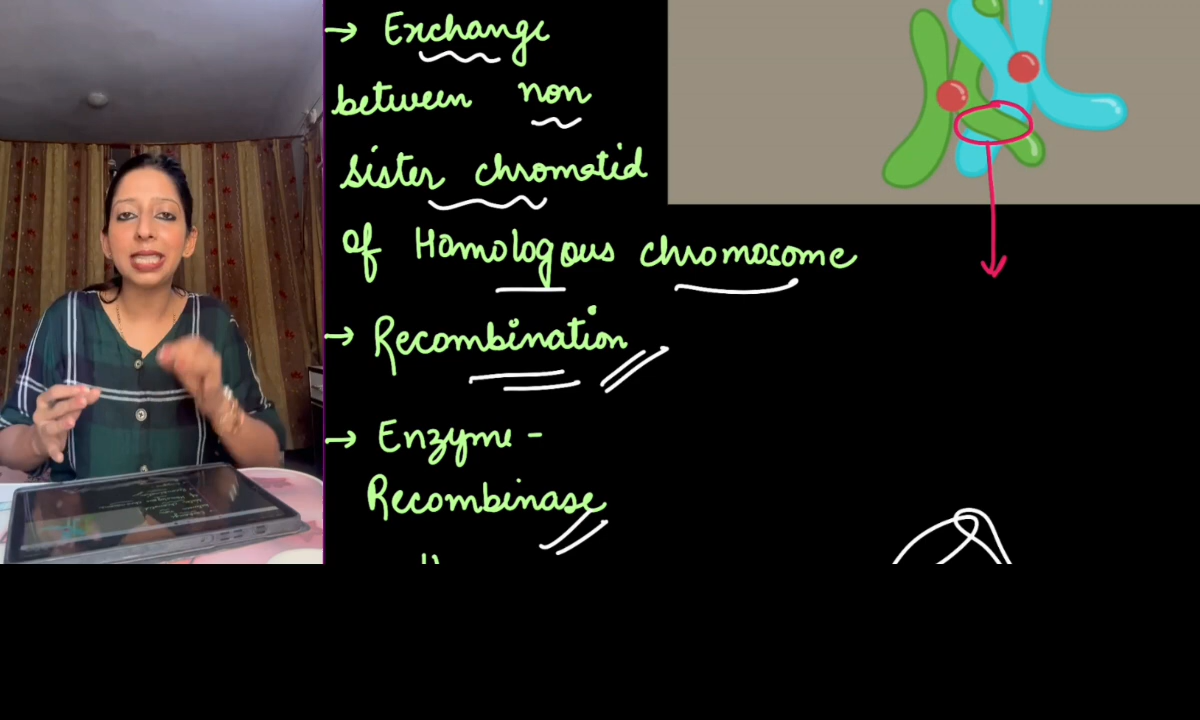 → Exchange
between non
sister chromatid
of Homologous chromosome
→ Recombination
→ Enzyme -
Recombinase